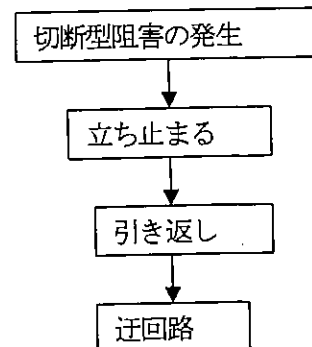 切断型阻害の発生
立ち止まる
引き返し
迂回路